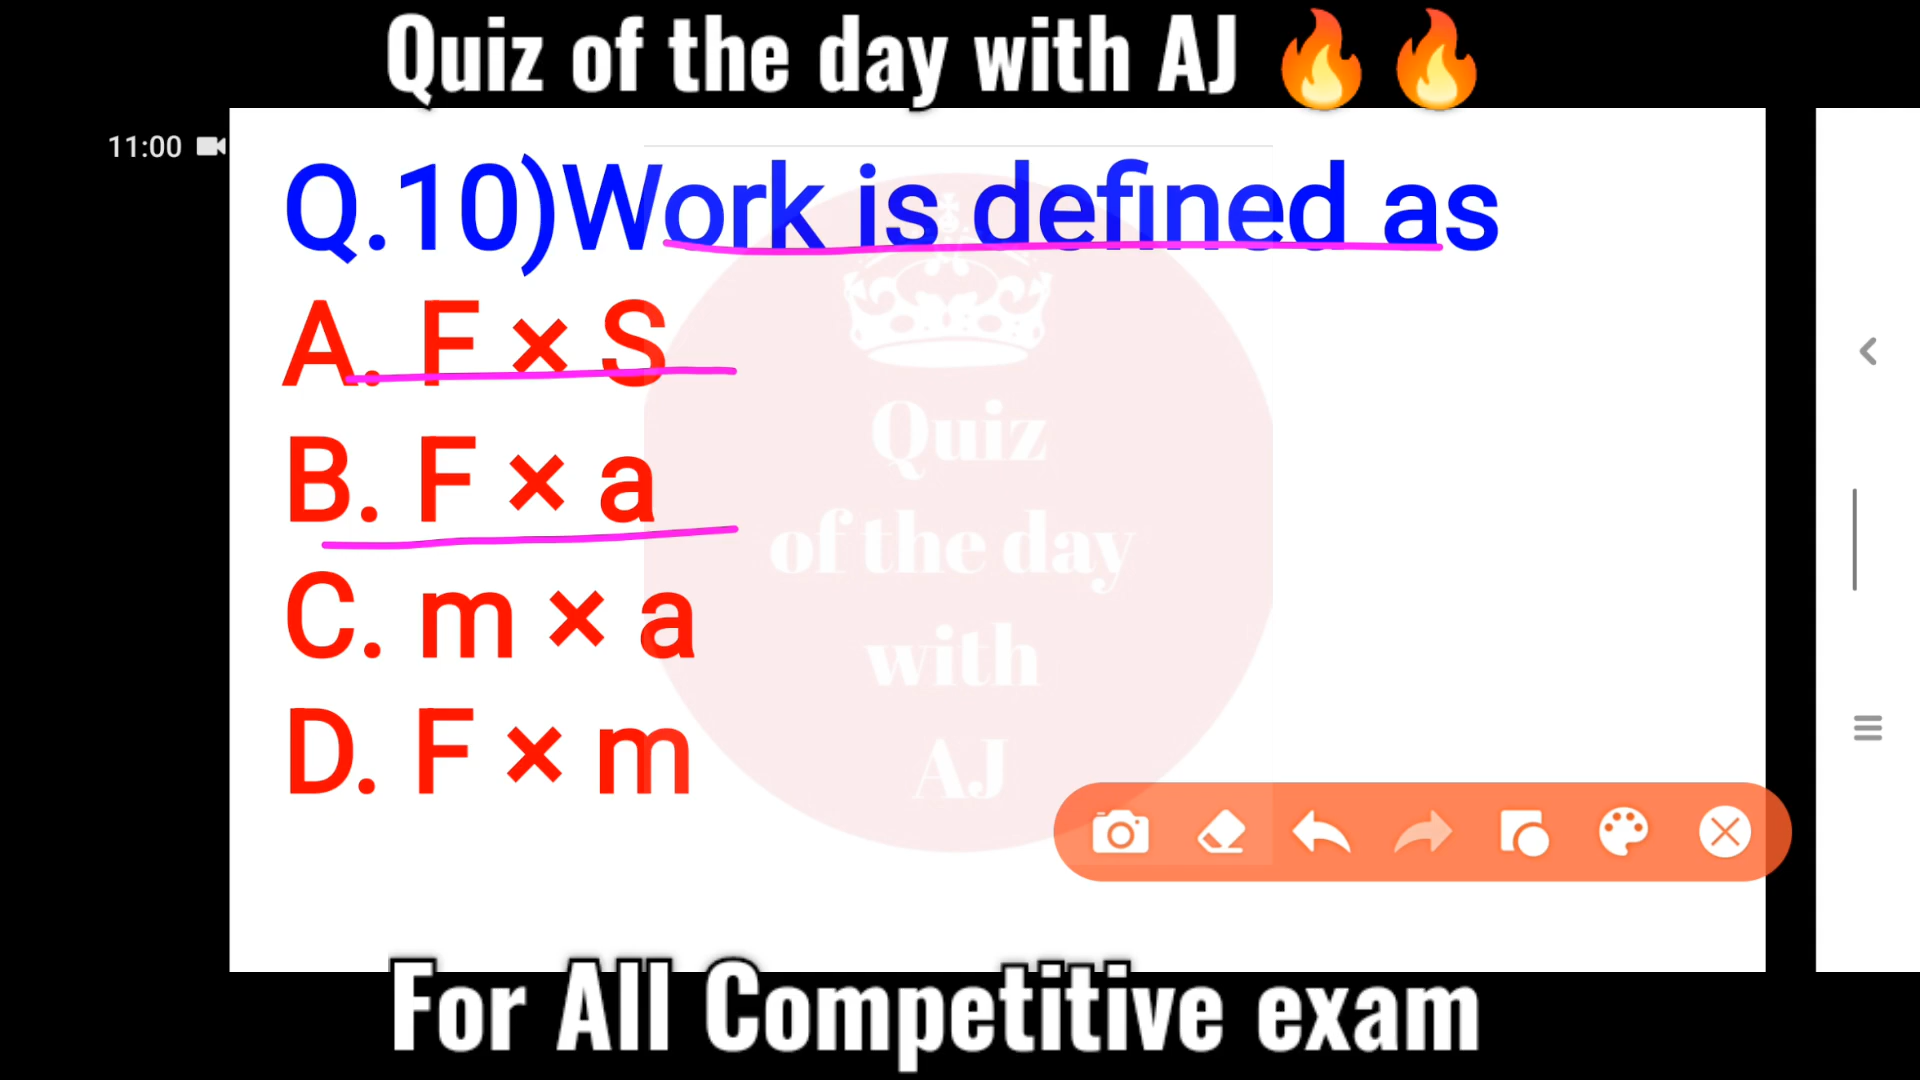 Quiz of the day with AJ 🔥🔥
11:00
Q.10)Work is defined as
A. F × S
B. F × a
C. m × a
D. F × m
Quiz
of the day
with
AJ
For All Competitive exam